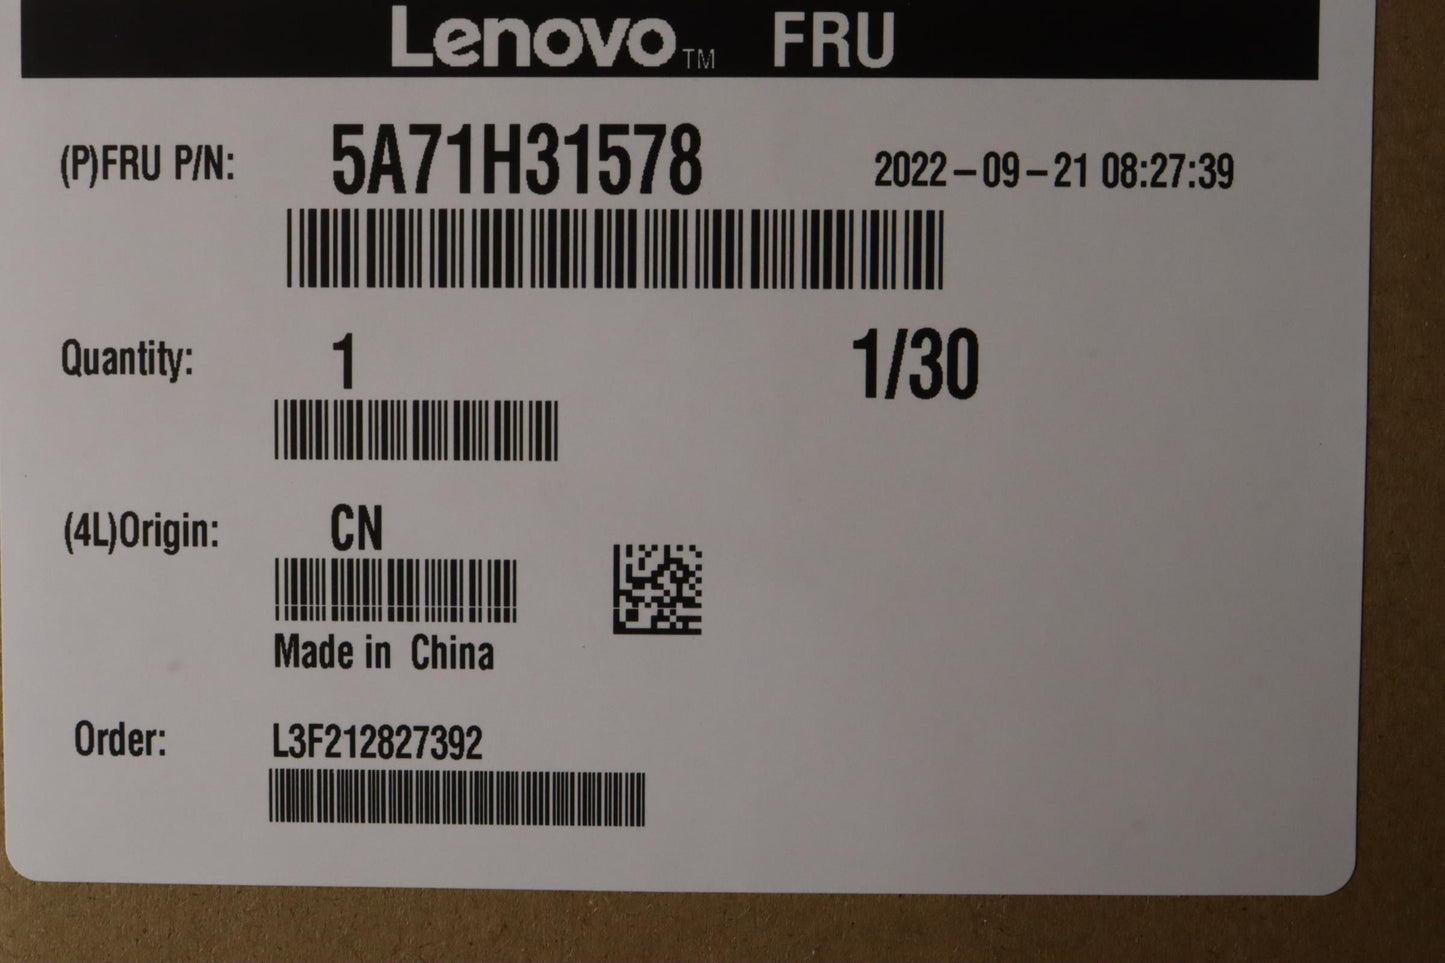 Lenovo™ FRU
(P)FRU P/N: 5A71H31578 2022-09-21 08:27:39
Quantity: 1 1/30
(4L)Origin: CN
Made in China
Order: L3F212827392